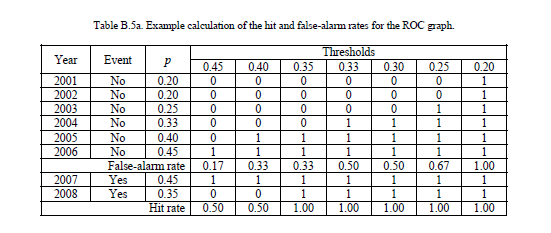 Table B.5a. Example calculation of the hit and false-alarm rates for the ROC graph.
Year Event p Thresholds
0.45 0.40 0.35 0.33 0.30 0.25 0.20
2001 No 0.20 0 0 0 0 0 0 1
2002 No 0.20 0 0 0 0 0 0 1
2003 No 0.25 0 0 0 0 0 1 1
2004 No 0.33 0 0 0 1 1 1 1
2005 No 0.40 0 1 1 1 1 1 1
2006 No 0.45 1 1 1 1 1 1 1
False-alarm rate 0.17 0.33 0.33 0.50 0.50 0.67 1.00
2007 Yes 0.45 1 1 1 1 1 1 1
2008 Yes 0.35 0 0 1 1 1 1 1
Hit rate 0.50 0.50 1.00 1.00 1.00 1.00 1.00